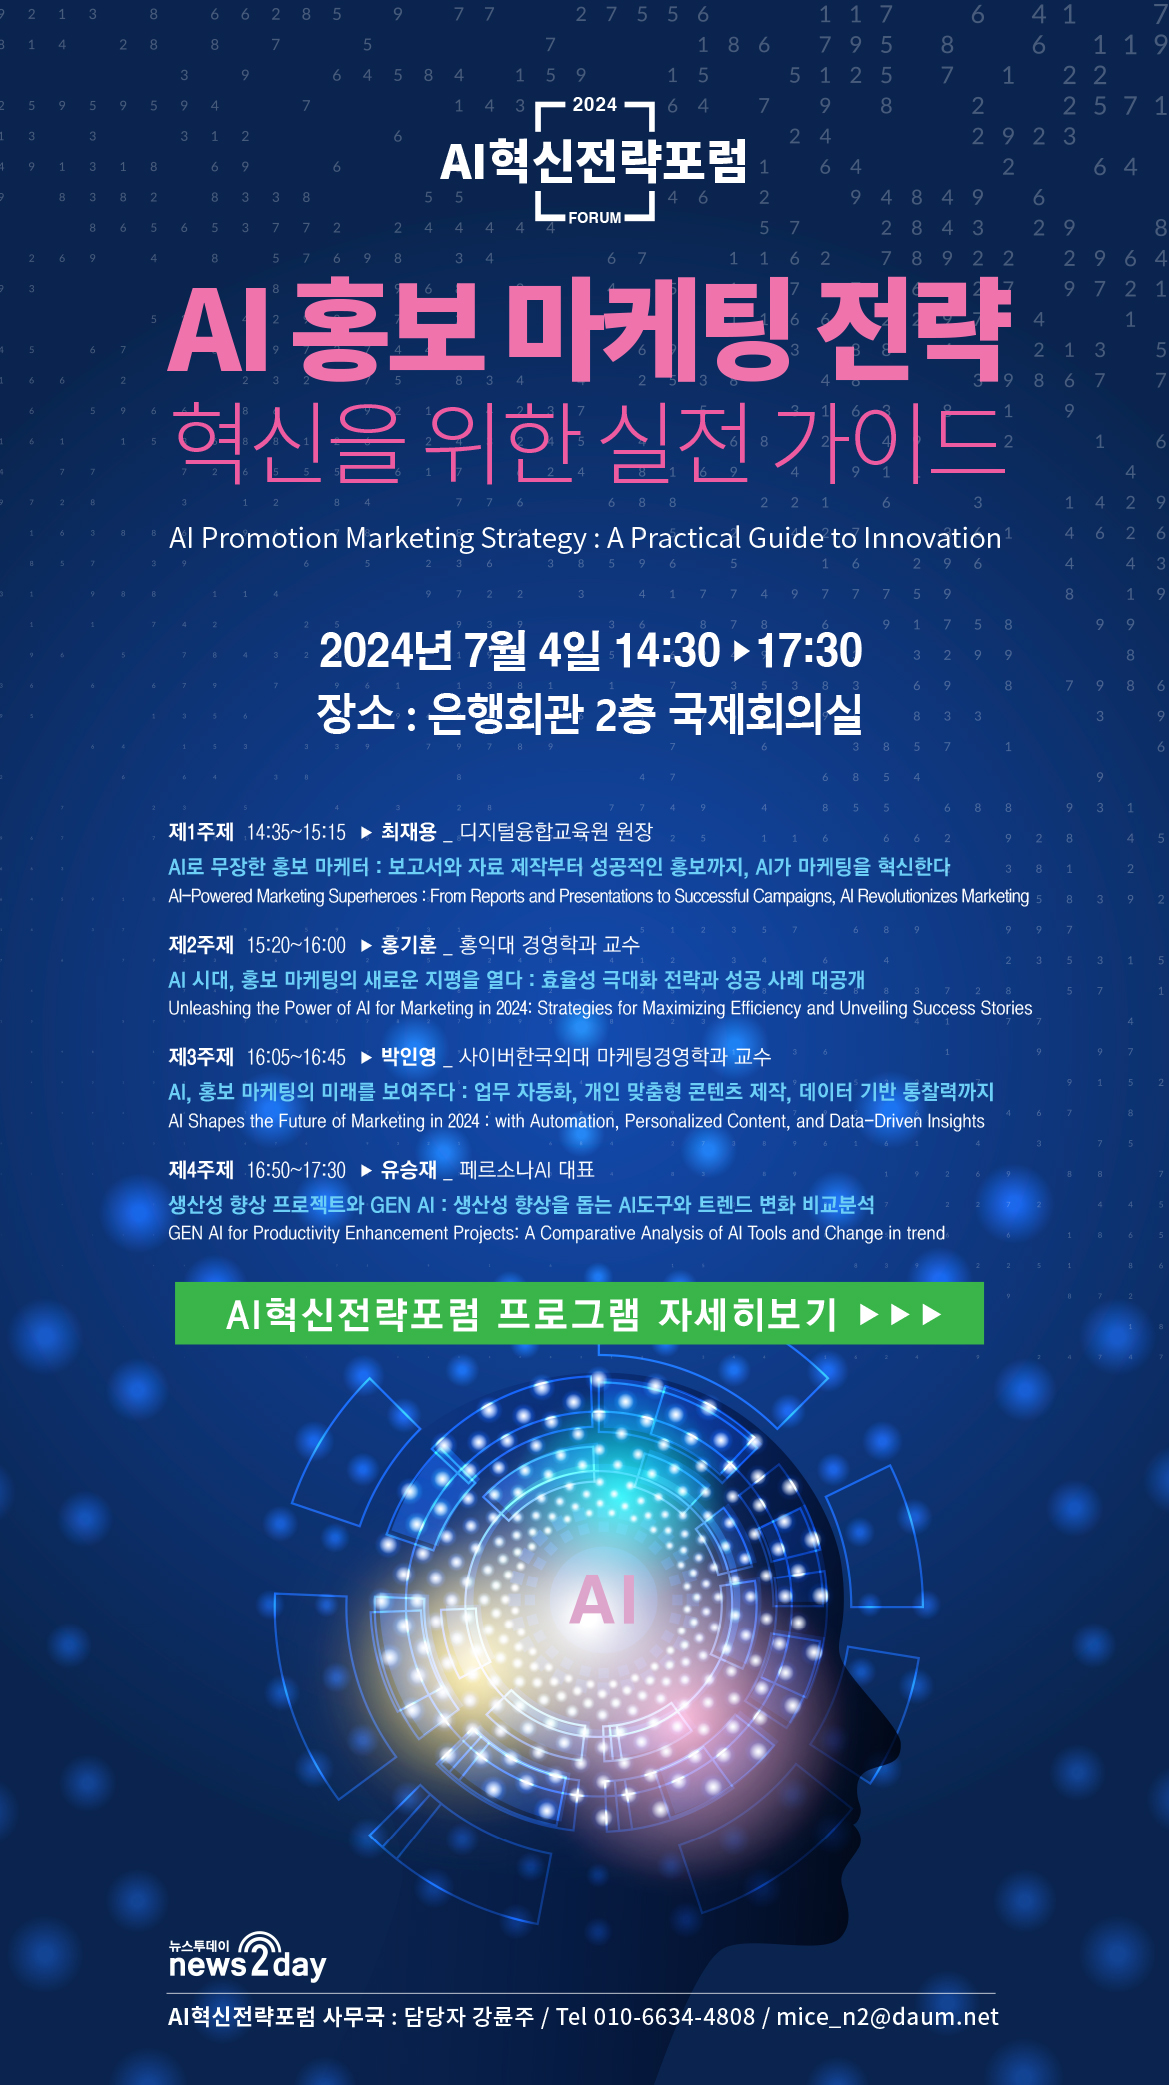 2024
AI혁신전략포럼
FORUM
AI 홍보 마케팅 전략
혁신을 위한 실전 가이드
AI Promotion Marketing Strategy : A Practical Guide to Innovation
2024년 7월 4일 14:30 ▶17:30
장소 : 은행회관 2층 국제회의실
제1주제 14:35~15:15 ▶ 최재용 _ 디지털융합교육원 원장
AI로 무장한 홍보 마케터 : 보고서와 자료 제작부터 성공적인 홍보까지, AI가 마케팅을 혁신한다
AI-Powered Marketing Superheroes : From Reports and Presentations to Successful Campaigns, AI Revolutionizes Marketing
제2주제 15:20~16:00 ▶ 홍기훈 _ 홍익대 경영학과 교수
AI 시대, 홍보 마케팅의 새로운 지평을 열다 : 효율성 극대화 전략과 성공 사례 대공개
Unleashing the Power of AI for Marketing in 2024: Strategies for Maximizing Efficiency and Unveiling Success Stories
제3주제 16:05~16:45 ▶ 박인영 _ 사이버한국외대 마케팅경영학과 교수
AI, 홍보 마케팅의 미래를 보여주다 : 업무 자동화, 개인 맞춤형 콘텐츠 제작, 데이터 기반 통찰력까지
AI Shapes the Future of Marketing in 2024 : with Automation, Personalized Content, and Data-Driven Insights
제4주제 16:50~17:30 ▶ 유승재 _ 페르소나AI 대표
생산성 향상 프로젝트와 GEN AI : 생산성 향상을 돕는 AI도구와 트렌드 변화 비교분석
GEN AI for Productivity Enhancement Projects: A Comparative Analysis of AI Tools and Change in trend
AI혁신전략포럼 프로그램 자세히보기 ▶▶▶
AI
뉴스투데이
news2day
AI혁신전략포럼 사무국 : 담당자 강륜주 / Tel 010-6634-4808 / mice_n2@daum.net